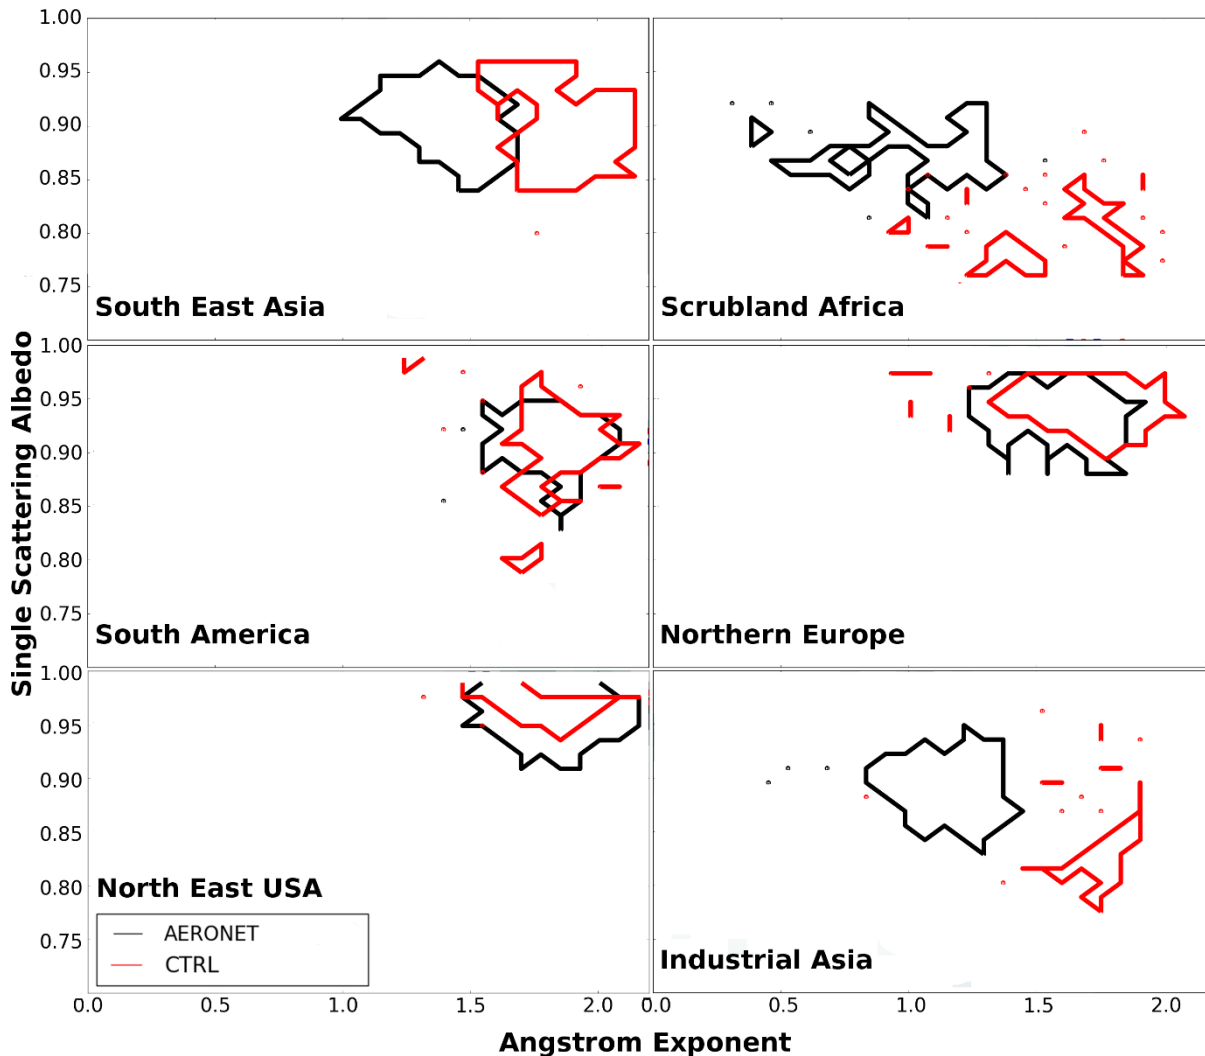 1.00
0.95
0.90
0.85
0.80
0.75
South East Asia
Scrubland Africa
Single Scattering Albedo
1.00
0.95
0.90
0.85
0.80
0.75
South America
Northern Europe
1.00
0.95
0.90
0.85
0.80
0.75
North East USA
AERONET
CTRL
Industrial Asia
0.0 0.5 1.0 1.5 2.0 0.0 0.5 1.0 1.5 2.0
Angstrom Exponent